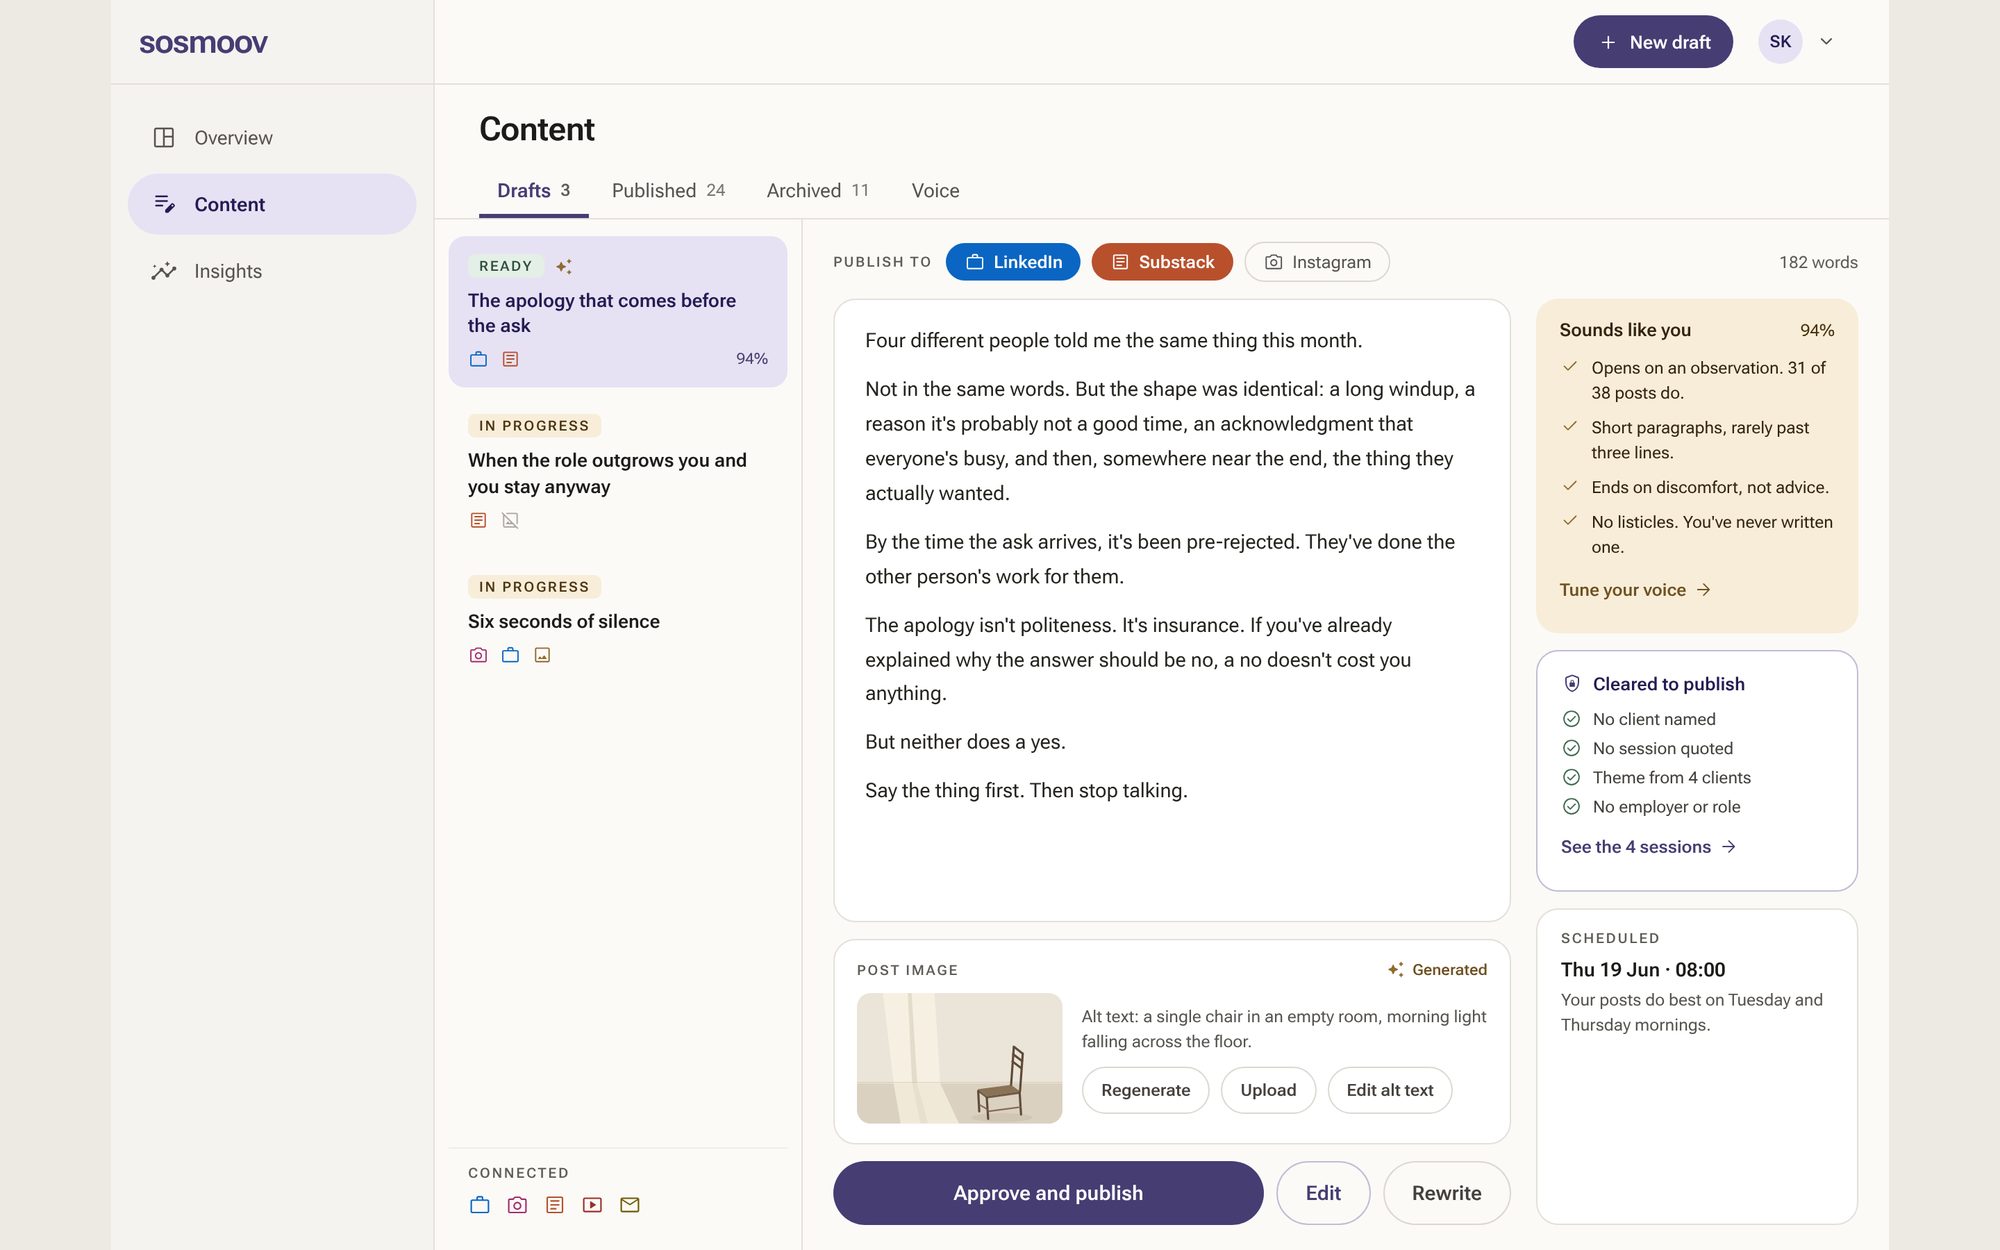 sosmoov
+ New draft
SK
Overview
Content
Insights
Content
Drafts 3
Published 24
Archived 11
Voice
READY
The apology that comes before
the ask
94%
IN PROGRESS
When the role outgrows you and
you stay anyway
IN PROGRESS
Six seconds of silence
CONNECTED
PUBLISH TO
LinkedIn
Substack
Instagram
182 words
Four different people told me the same thing this month.
Not in the same words. But the shape was identical: a long windup, a
reason it's probably not a good time, an acknowledgment that
everyone's busy, and then, somewhere near the end, the thing they
actually wanted.
By the time the ask arrives, it's been pre-rejected. They've done the
other person's work for them.
The apology isn't politeness. It's insurance. If you've already
explained why the answer should be no, a no doesn't cost you
anything.
But neither does a yes.
Say the thing first. Then stop talking.
POST IMAGE
Generated
Alt text: a single chair in an empty room, morning light
falling across the floor.
Regenerate
Upload
Edit alt text
Approve and publish
Edit
Rewrite
Sounds like you 94%
Opens on an observation. 31 of
38 posts do.
Short paragraphs, rarely past
three lines.
Ends on discomfort, not advice.
No listicles. You've never written
one.
Tune your voice →
Cleared to publish
No client named
No session quoted
Theme from 4 clients
No employer or role
See the 4 sessions →
SCHEDULED
Thu 19 Jun · 08:00
Your posts do best on Tuesday and
Thursday mornings.